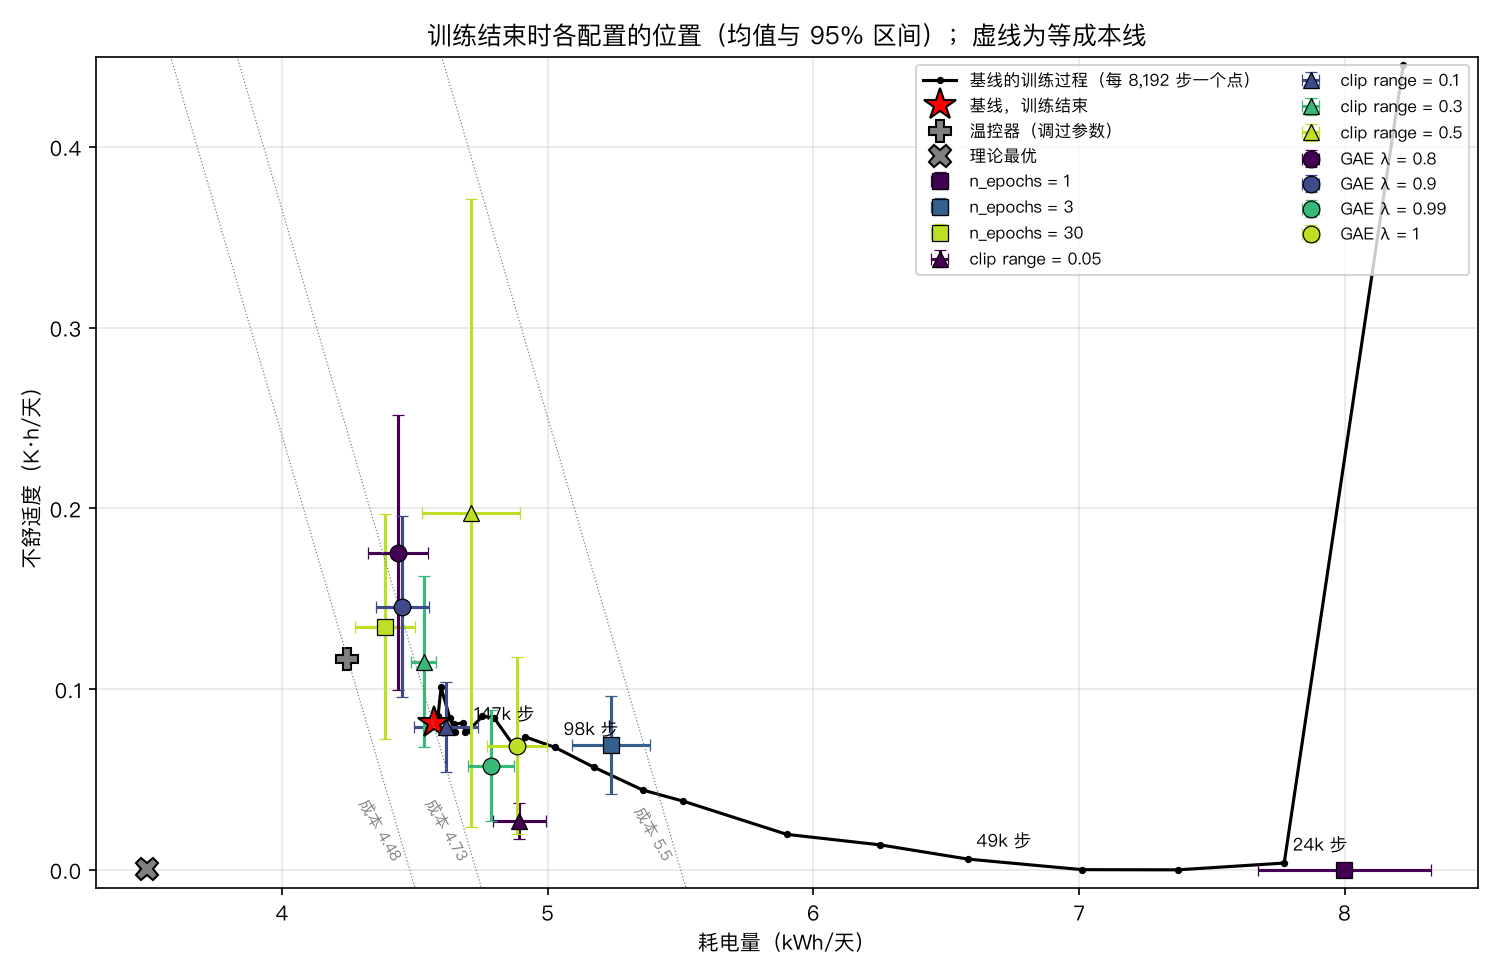 训练结束时各配置的位置（均值与 95% 区间）；虚线为等成本线
基线的训练过程（每 8,192 步一个点）
基线，训练结束
温控器（调过参数）
理论最优
n_epochs = 1
n_epochs = 3
n_epochs = 30
clip range = 0.05
clip range = 0.1
clip range = 0.3
clip range = 0.5
GAE λ = 0.8
GAE λ = 0.9
GAE λ = 0.99
GAE λ = 1
不舒适度（K·h/天）
0.4
0.3
0.2
0.1
0.0
147k 步
98k 步
49k 步
24k 步
成本 4.48
成本 4.73
成本 5.5
4
5
6
7
8
耗电量（kWh/天）